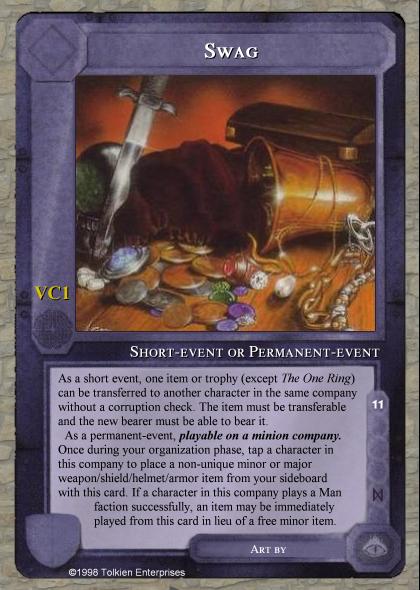 SWAG
VC1
SHORT-EVENT OR PERMANENT-EVENT
As a short event, one item or trophy (except The One Ring)
can be transferred to another character in the same company
without a corruption check. The item must be transferable
and the new bearer must be able to bear it.
As a permanent-event, playable on a minion company.
Once during your organization phase, tap a character in
this company to place a non-unique minor or major
weapon/shield/helmet/armor item from your sideboard
with this card. If a character in this company plays a Man
faction successfully, an item may be immediately
played from this card in lieu of a free minor item.
11
ART BY
©1998 Tolkien Enterprises